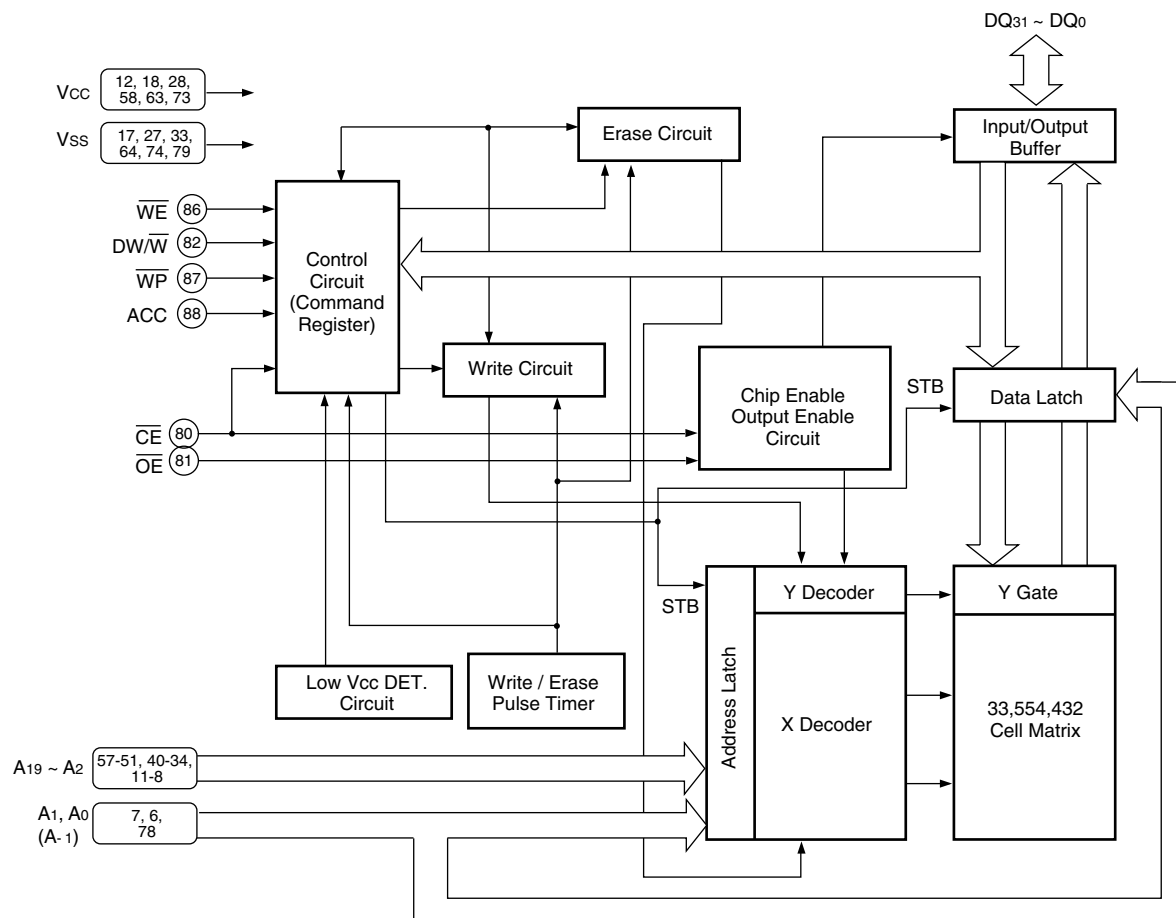 DQ31 ~ DQ0
VCC
12, 18, 28,
58, 63, 73
VSS
17, 27, 33,
64, 74, 79
Erase Circuit
Input/Output
Buffer
W̅E̅
86
DW/W̅
82
W̅P̅
87
ACC
88
Control
Circuit
(Command
Register)
Write Circuit
Chip Enable
Output Enable
Circuit
STB
Data Latch
C̅E̅
80
O̅E̅
81
STB
Address Latch
Y Decoder
Y Gate
Low Vcc DET.
Circuit
Write / Erase
Pulse Timer
X Decoder
33,554,432
Cell Matrix
A19 ~ A2
57-51, 40-34,
11-8
A1, A0
(A-1)
7, 6,
78